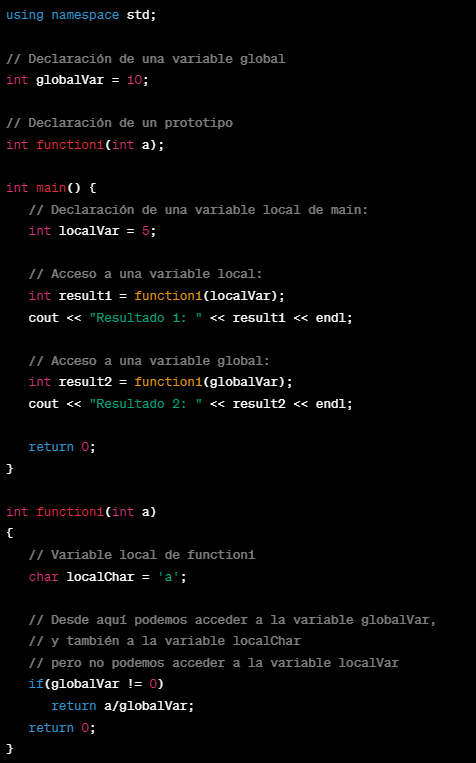 using namespace std;
// Declaración de una variable global
int globalVar = 10;
// Declaración de un prototipo
int function1(int a);
int main() {
// Declaración de una variable local de main:
int localVar = 5;
// Acceso a una variable local:
int result1 = function1(localVar);
cout << "Resultado 1: " << result1 << endl;
// Acceso a una variable global:
int result2 = function1(globalVar);
cout << "Resultado 2: " << result2 << endl;
return 0;
}
int function1(int a)
{
// Variable local de function1
char localChar = 'a';
// Desde aquí podemos acceder a la variable globalVar,
// y también a la variable localChar
// pero no podemos acceder a la variable localVar
if(globalVar != 0)
return a/globalVar;
return 0;
}